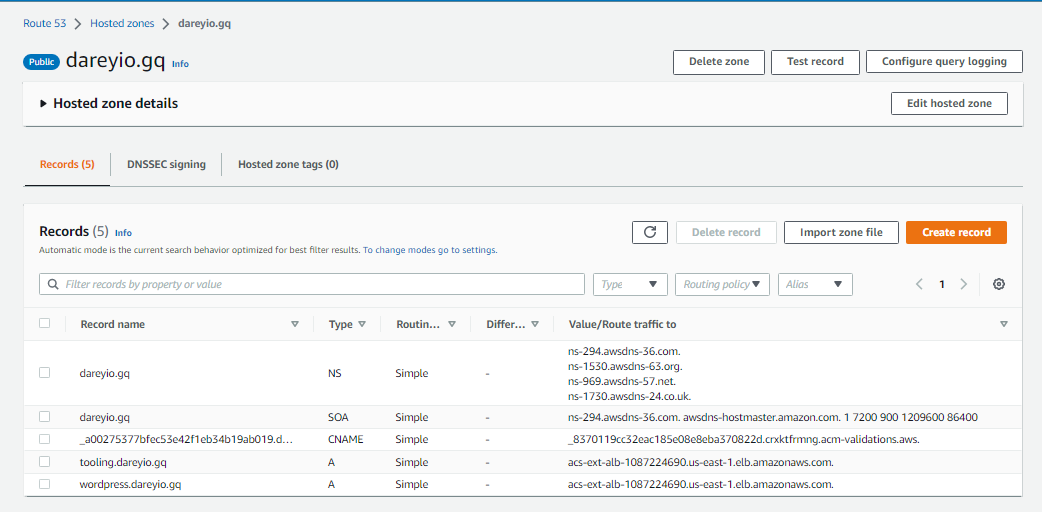 Route 53 > Hosted zones > dareyio.gq
Public dareyio.gq Info
Delete zone Test record Configure query logging
Hosted zone details
Edit hosted zone
Records (5) DNSSEC signing Hosted zone tags (0)
Records (5) Info
Automatic mode is the current search behavior optimized for best filter results. To change modes go to settings.
Delete record Import zone file Create record
Filter records by property or value Type Routing policy Alias 1
Record name Type Routin... Differ... Value/Route traffic to
dareyio.gq NS Simple - ns-294.awsdns-36.com.
ns-1530.awsdns-63.org.
ns-969.awsdns-57.net.
ns-1730.awsdns-24.co.uk.
dareyio.gq SOA Simple - ns-294.awsdns-36.com. awsdns-hostmaster.amazon.com. 1 7200 900 1209600 86400
_a00275377bfec53e42f1eb34b19ab019.d... CNAME Simple - _8370119cc32eac185e08e8eba370822d.crxktfrmng.acm-validations.aws.
tooling.dareyio.gq A Simple - acs-ext-alb-1087224690.us-east-1.elb.amazonaws.com.
wordpress.dareyio.gq A Simple - acs-ext-alb-1087224690.us-east-1.elb.amazonaws.com.